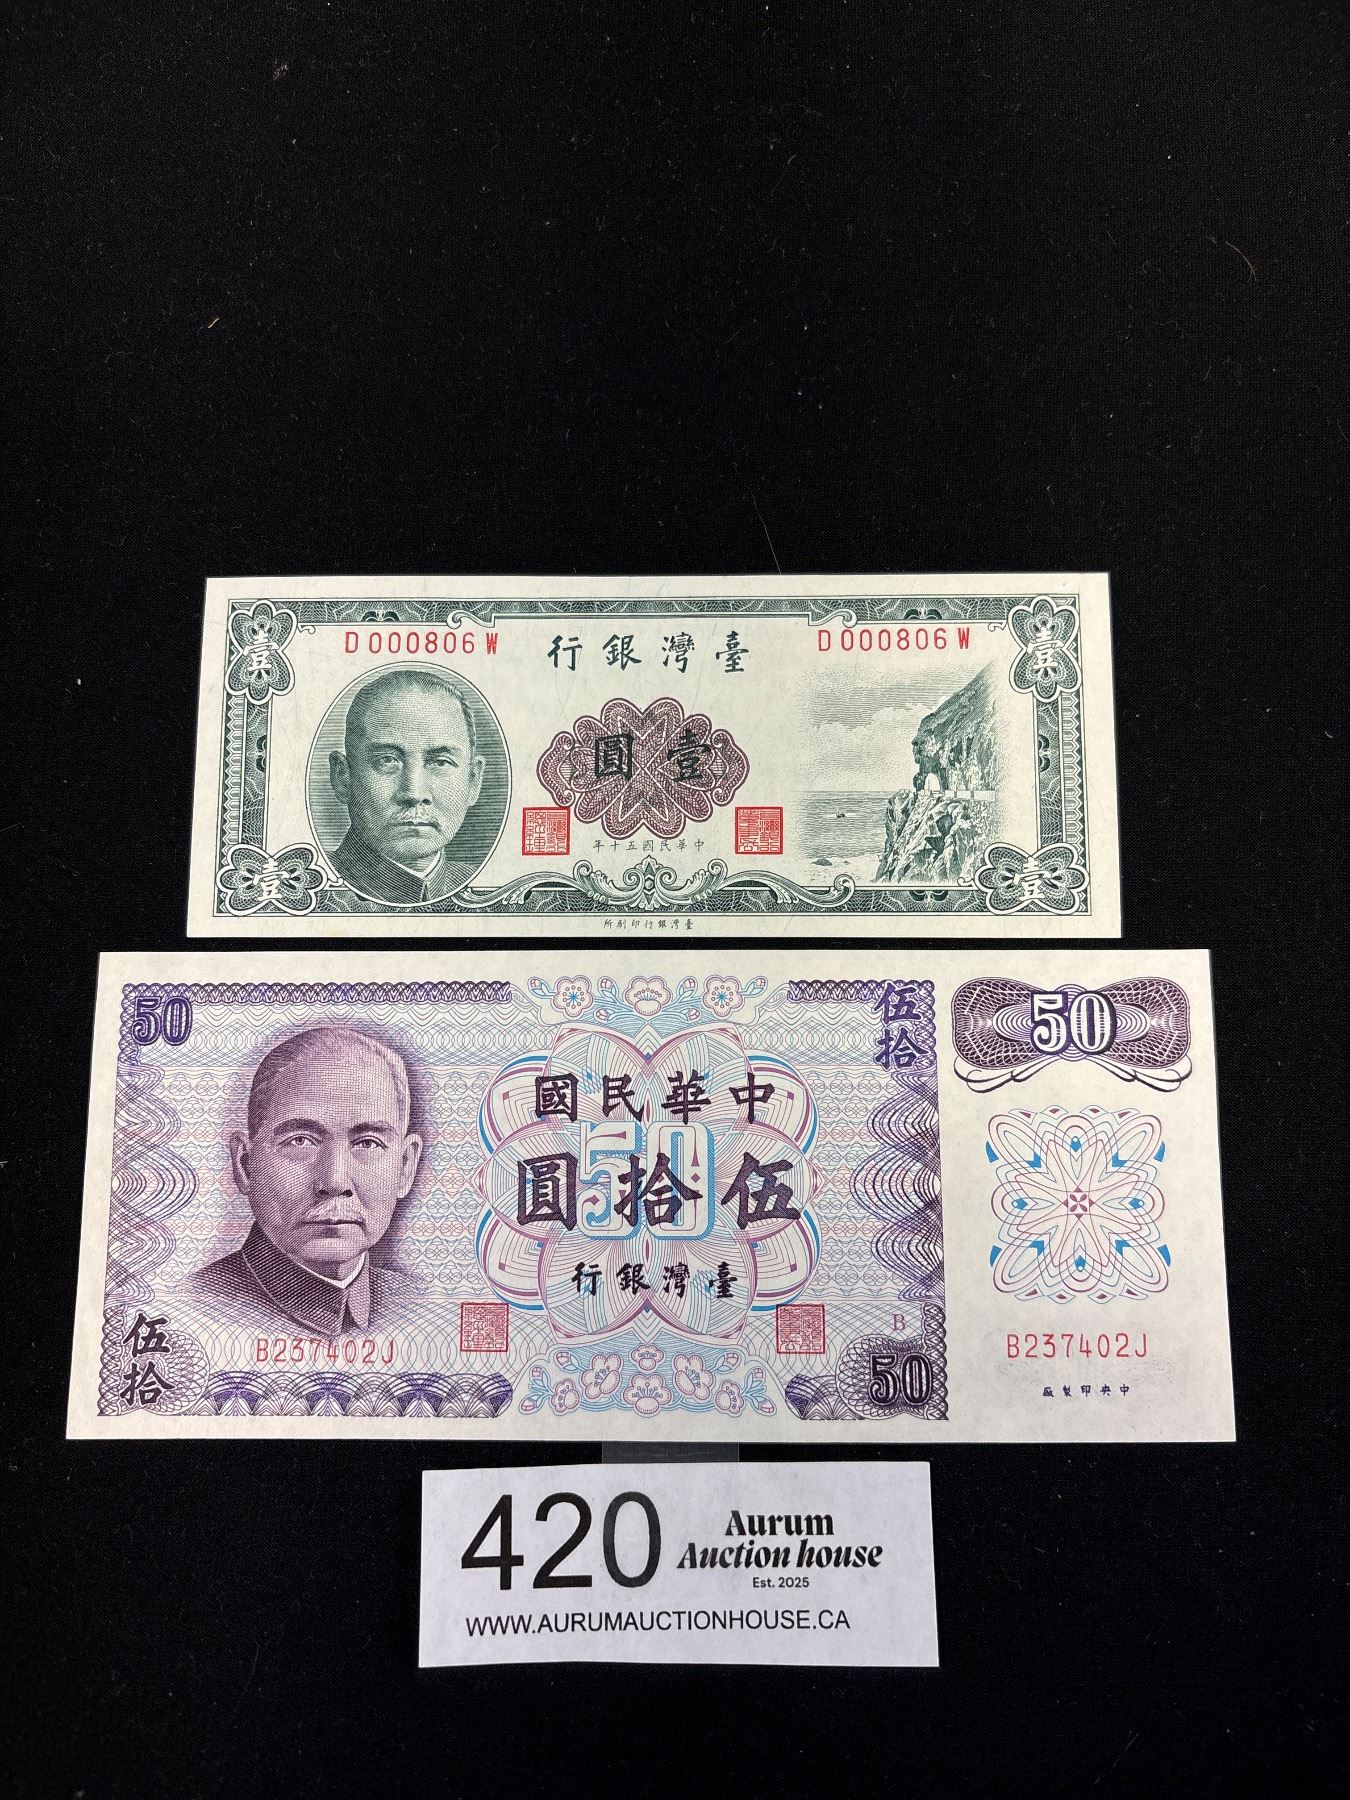 壹 壹
D000806W 行銀灣臺 D000806W
圓壹
年十五國民華中
壹 壹
所刷印行銀灣臺
50 伍拾 50
國民華中
50
圓拾伍
行銀灣臺
B
伍拾 B237402J 50 B237402J
廠製印央中
420 Aurum
Auction house
Est. 2025
WWW.AURUMAUCTIONHOUSE.CA